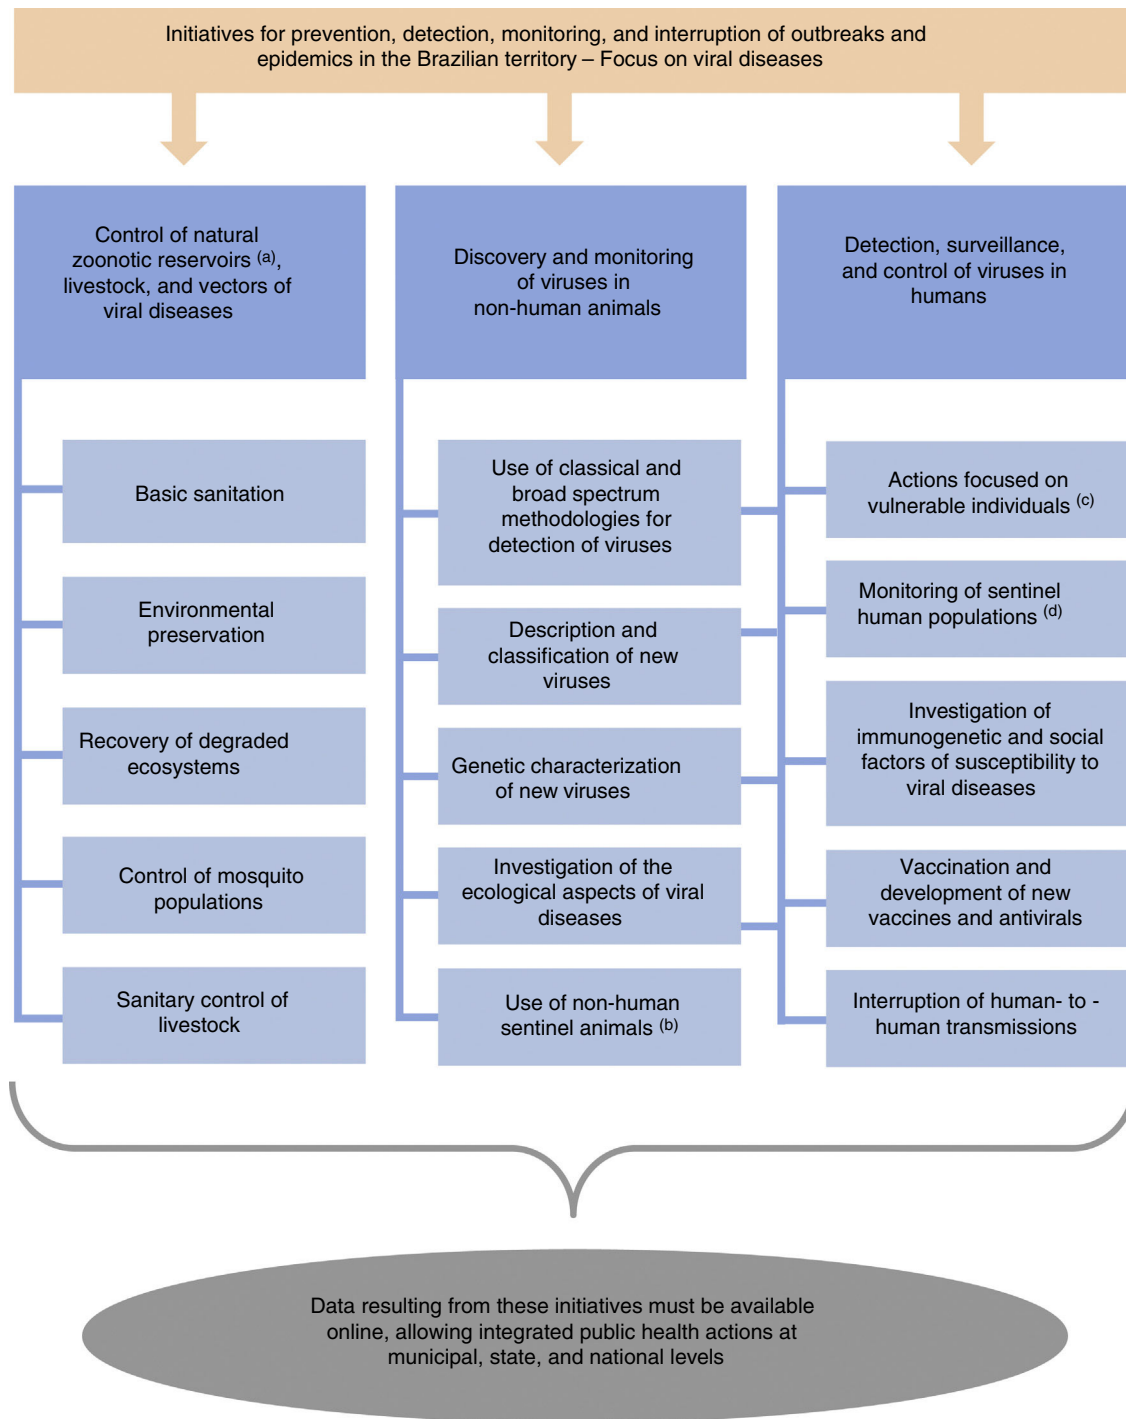 Initiatives for prevention, detection, monitoring, and interruption of outbreaks and
epidemics in the Brazilian territory – Focus on viral diseases
Control of natural
zoonotic reservoirs (a),
livestock, and vectors of
viral diseases
Basic sanitation
Environmental
preservation
Recovery of degraded
ecosystems
Control of mosquito
populations
Sanitary control of
livestock
Discovery and monitoring
of viruses in
non-human animals
Use of classical and
broad spectrum
methodologies for
detection of viruses
Description and
classification of new
viruses
Genetic characterization
of new viruses
Investigation of the
ecological aspects of viral
diseases
Use of non-human
sentinel animals (b)
Detection, surveillance,
and control of viruses in
humans
Actions focused on
vulnerable individuals (c)
Monitoring of sentinel
human populations (d)
Investigation of
immunogenetic and social
factors of susceptibility to
viral diseases
Vaccination and
development of new
vaccines and antivirals
Interruption of human- to -
human transmissions
Data resulting from these initiatives must be available
online, allowing integrated public health actions at
municipal, state, and national levels